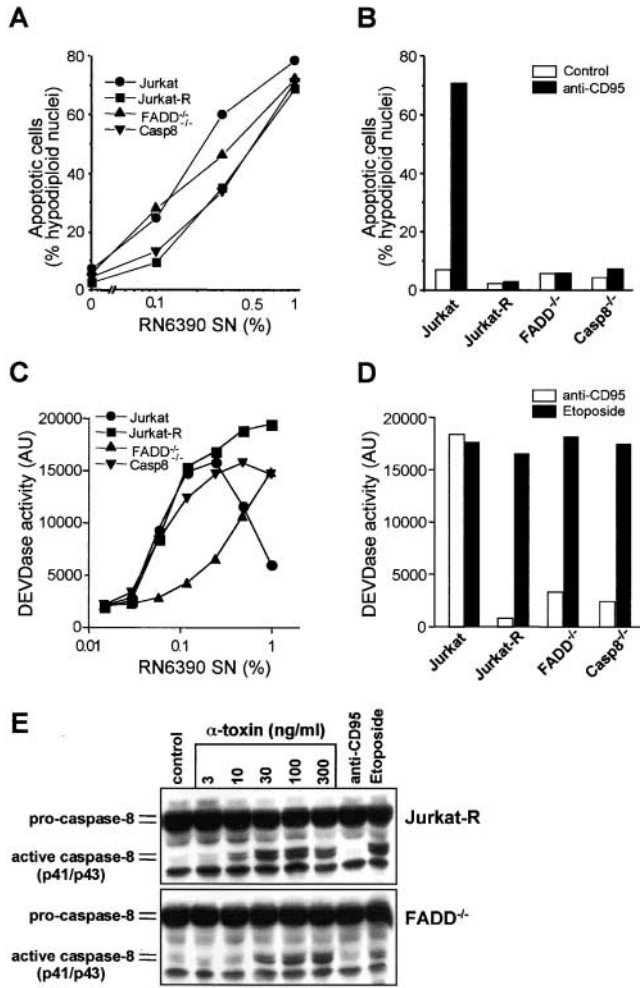 A
Apoptotic cells
(% hypodiploid nuclei)
80
60
40
20
0
Jurkat
Jurkat-R
FADD-/-
Casp8-/-
0
0.1
0.5
1
RN6390 SN (%)
B
Apoptotic cells
(% hypodiploid nuclei)
80
60
40
20
0
Control
anti-CD95
Jurkat
Jurkat-R
FADD-/-
Casp8-/-
C
DEVDase activity (AU)
20000
15000
10000
5000
0
Jurkat
Jurkat-R
FADD-/-
Casp8-/-
0.01
0.1
1
RN6390 SN (%)
D
DEVDase activity (AU)
20000
15000
10000
5000
0
anti-CD95
Etoposide
Jurkat
Jurkat-R
FADD-/-
Casp8-/-
E
control
α-toxin (ng/ml)
3
10
30
100
300
anti-CD95
Etoposide
pro-caspase-8
active caspase-8
(p41/p43)
Jurkat-R
pro-caspase-8
active caspase-8
(p41/p43)
FADD-/-